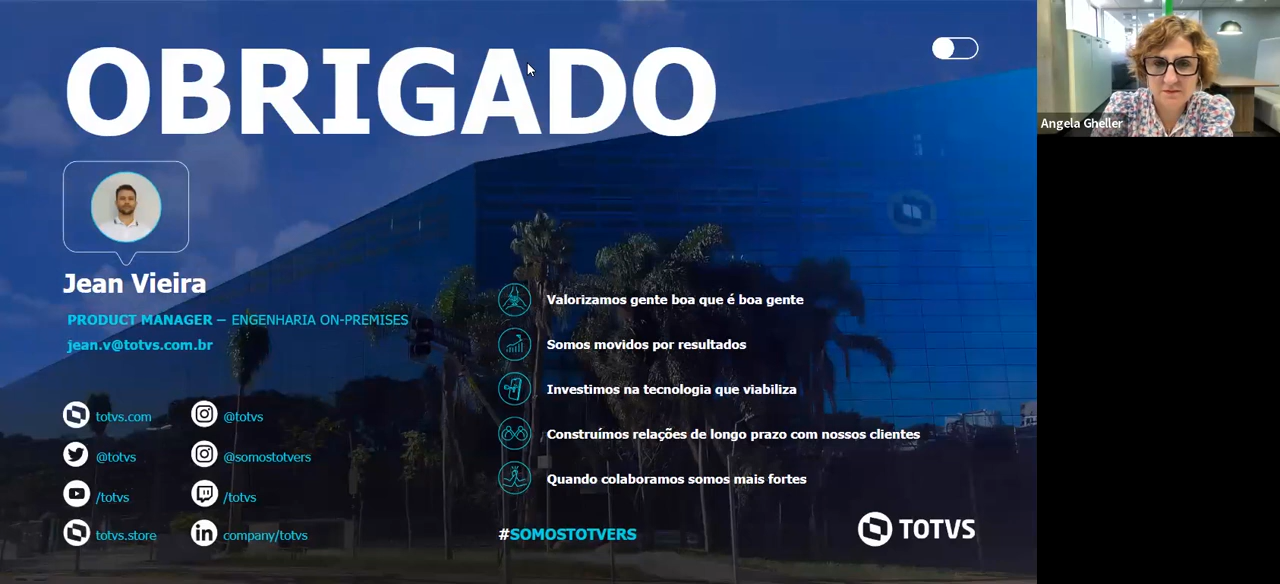 OBRIGADO
Angela Gheller
Jean Vieira
PRODUCT MANAGER – ENGENHARIA ON-PREMISES
jean.v@totvs.com.br
totvs.com
@totvs
@totvs
@somostotvers
/totvs
/totvs
totvs.store
company/totvs
Valorizamos gente boa que é boa gente
Somos movidos por resultados
Investimos na tecnologia que viabiliza
Construímos relações de longo prazo com nossos clientes
Quando colaboramos somos mais fortes
#SOMOSTOTVERS
TOTVS